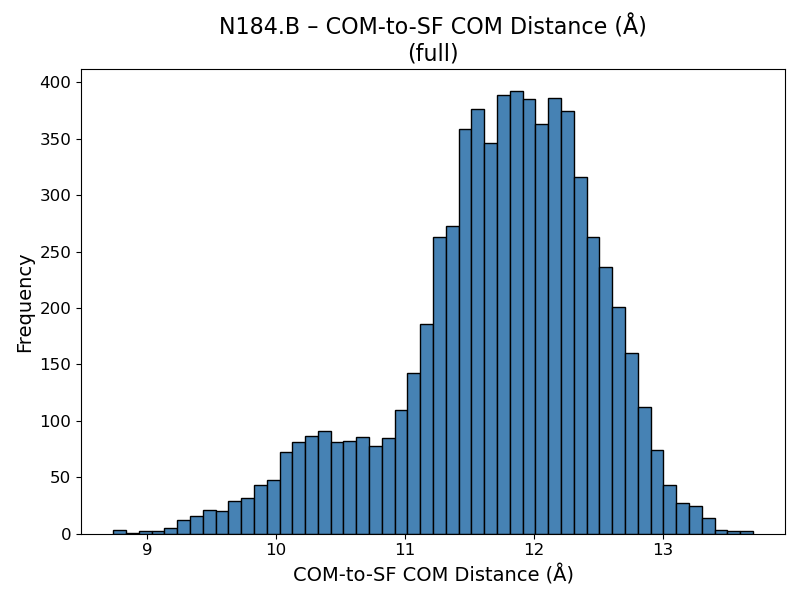 N184.B – COM-to-SF COM Distance (Å)
(full)
400
350
300
250
200
150
100
50
0
Frequency
9 10 11 12 13
COM-to-SF COM Distance (Å)